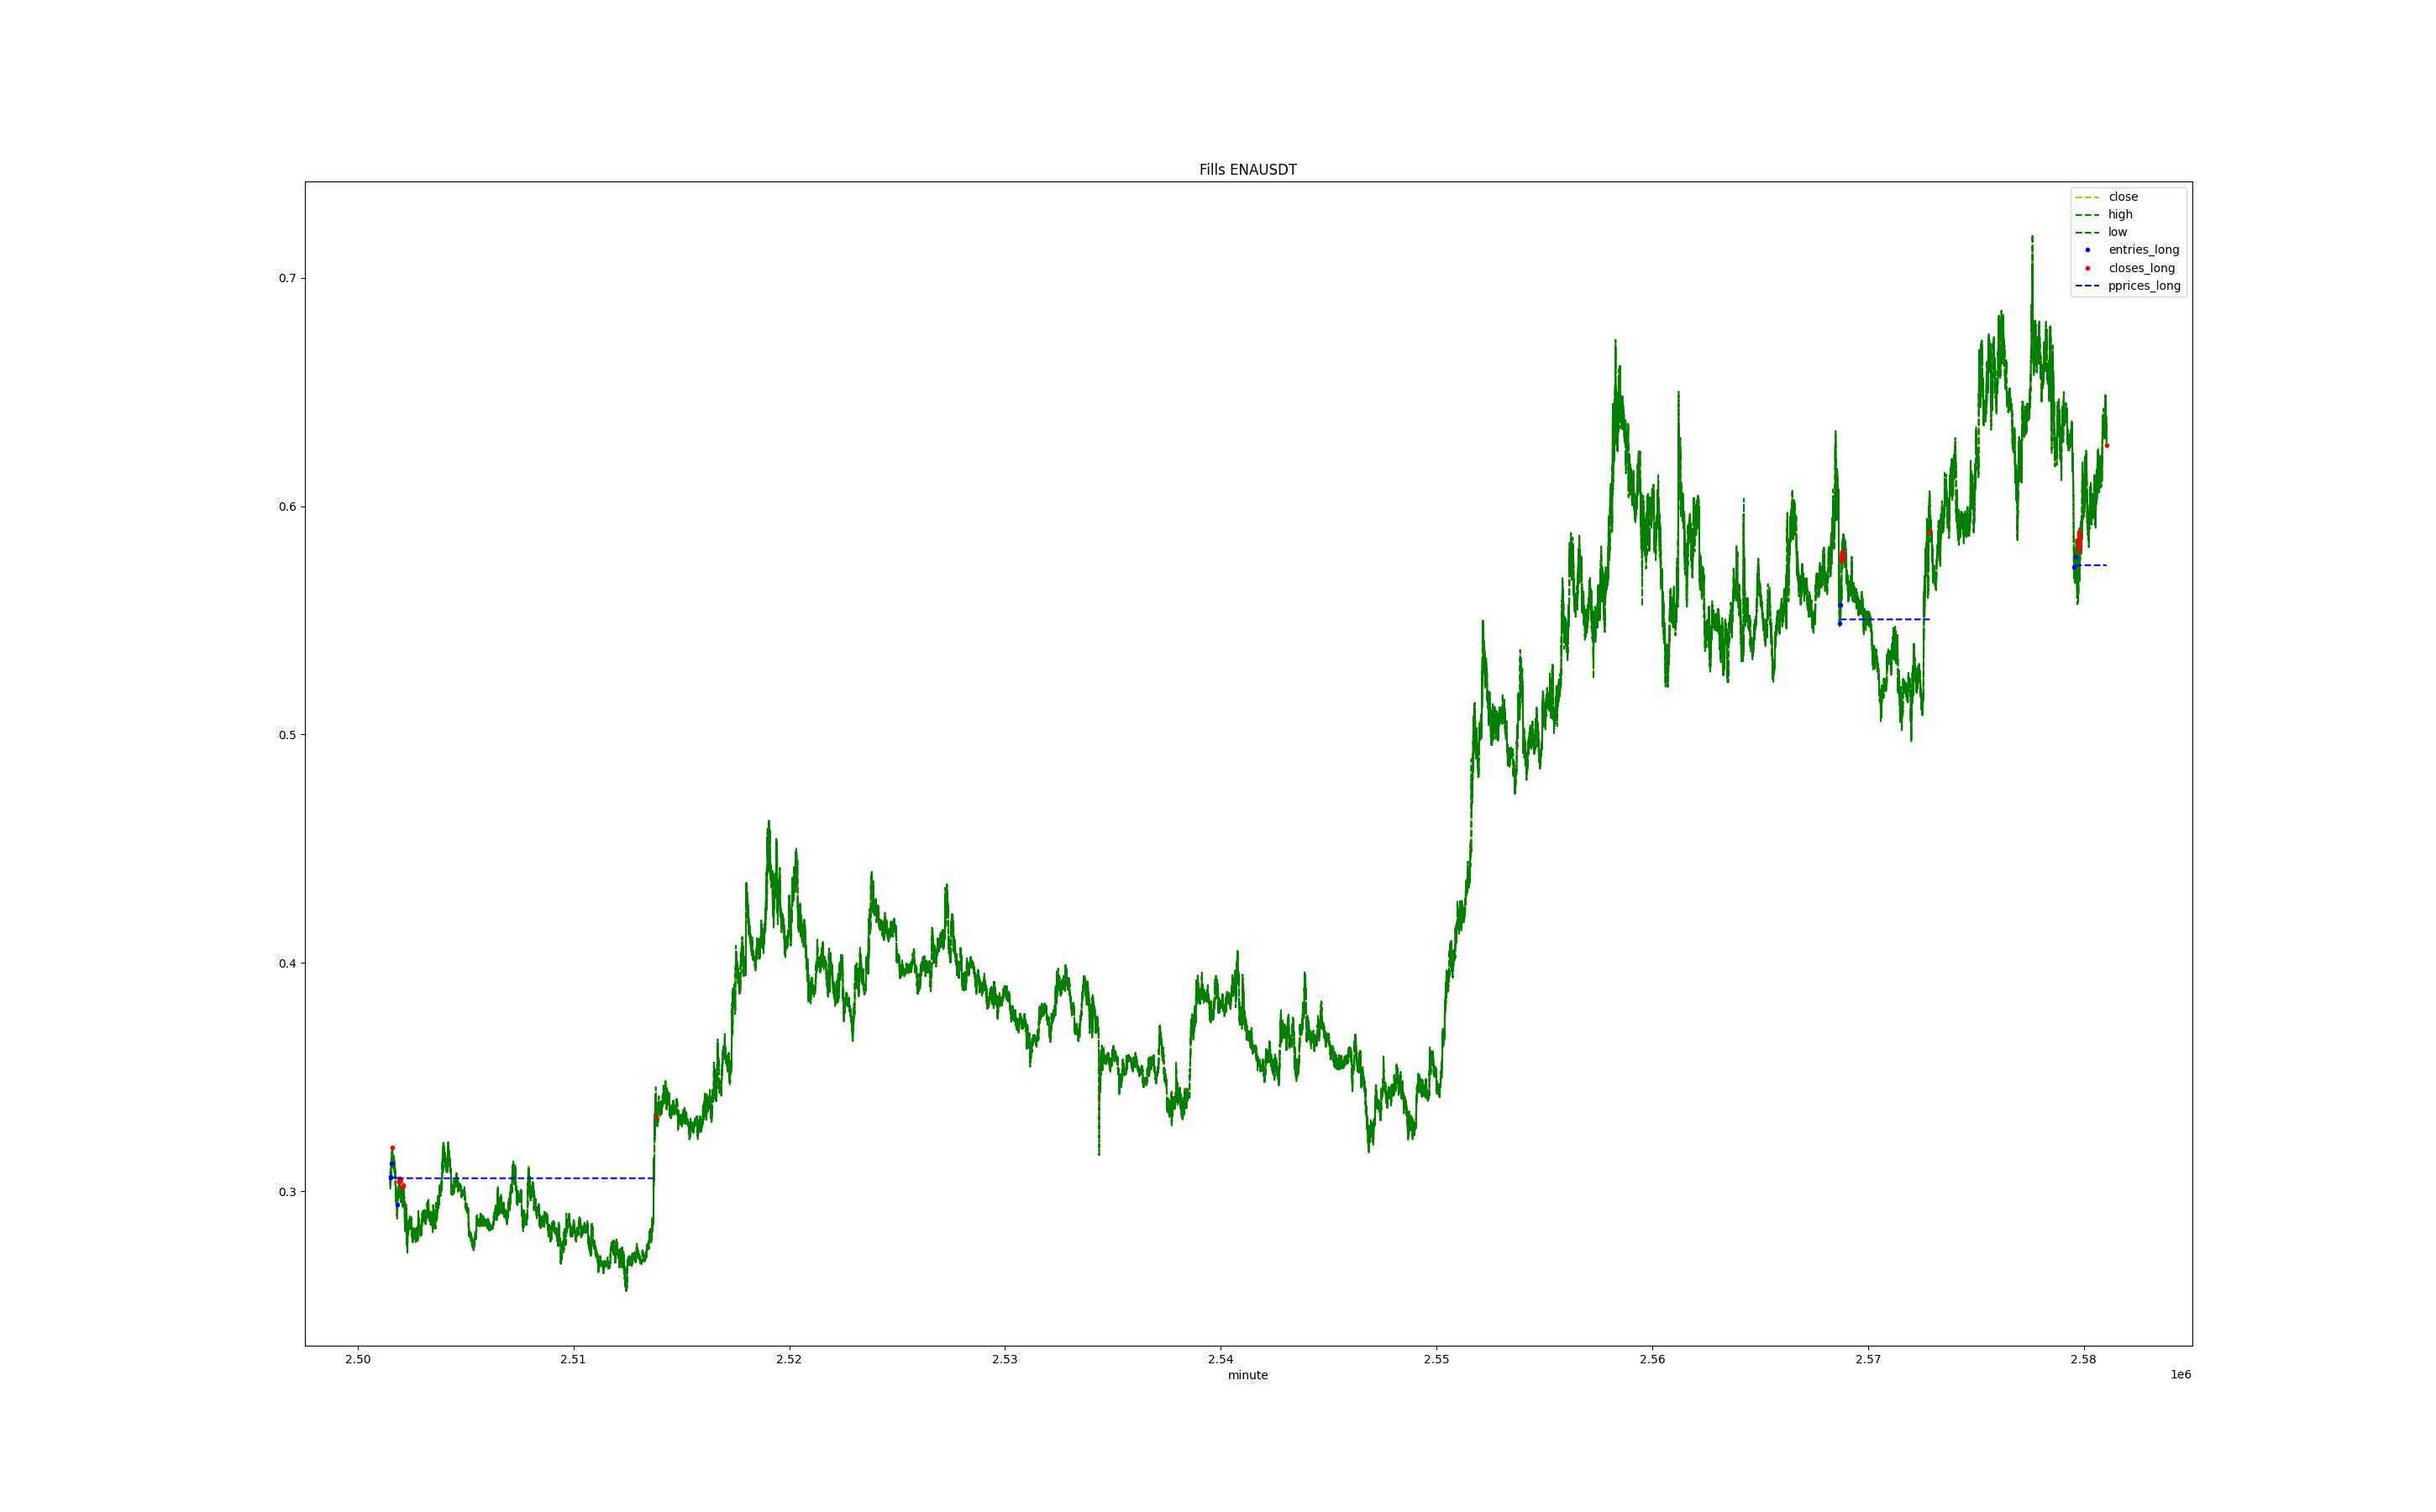 Fills ENAUSDT
close
high
low
entries_long
closes_long
pprices_long
0.7
0.6
0.5
0.4
0.3
2.50 2.51 2.52 2.53 2.54 2.55 2.56 2.57 2.58
minute
1e6